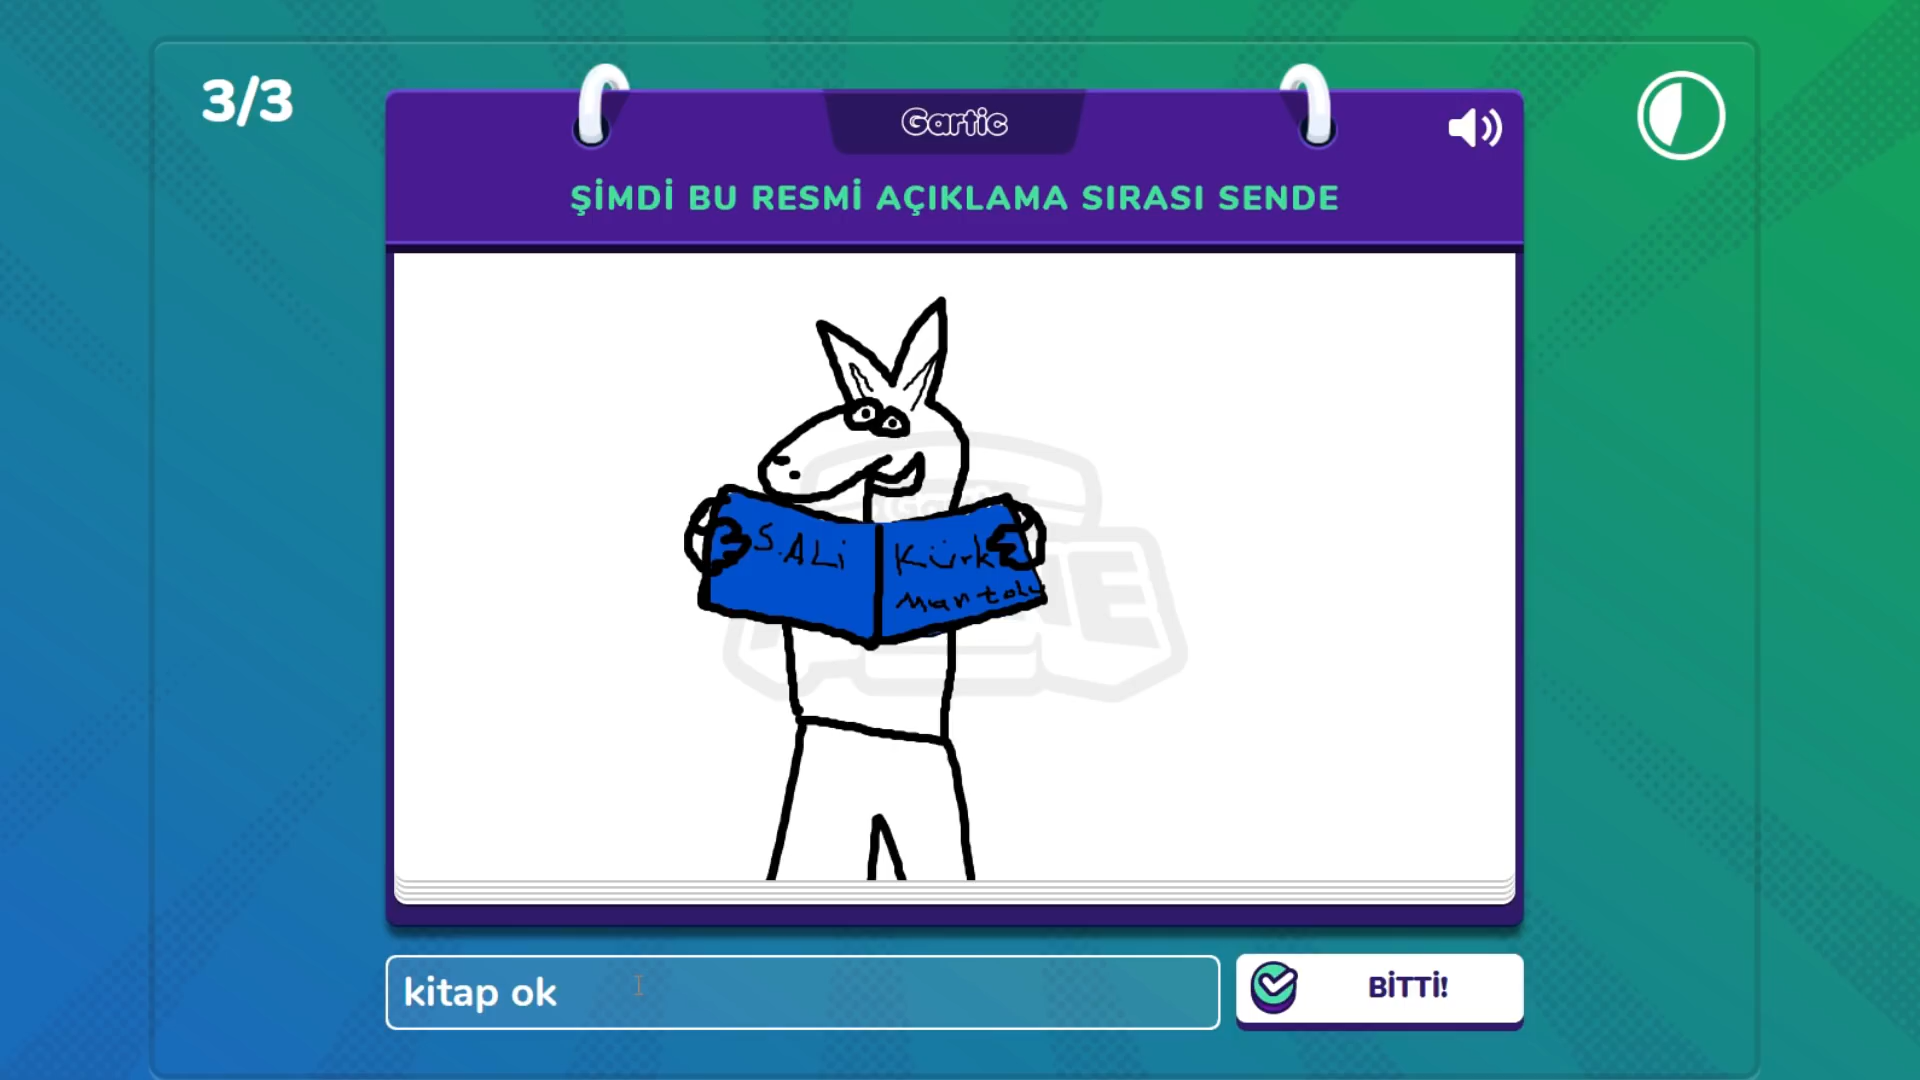 3/3
Gartic
ŞİMDİ BU RESMİ AÇIKLAMA SIRASI SENDE
S.ALİ
Kürk
Mantolu
kitap ok
BİTTİ!